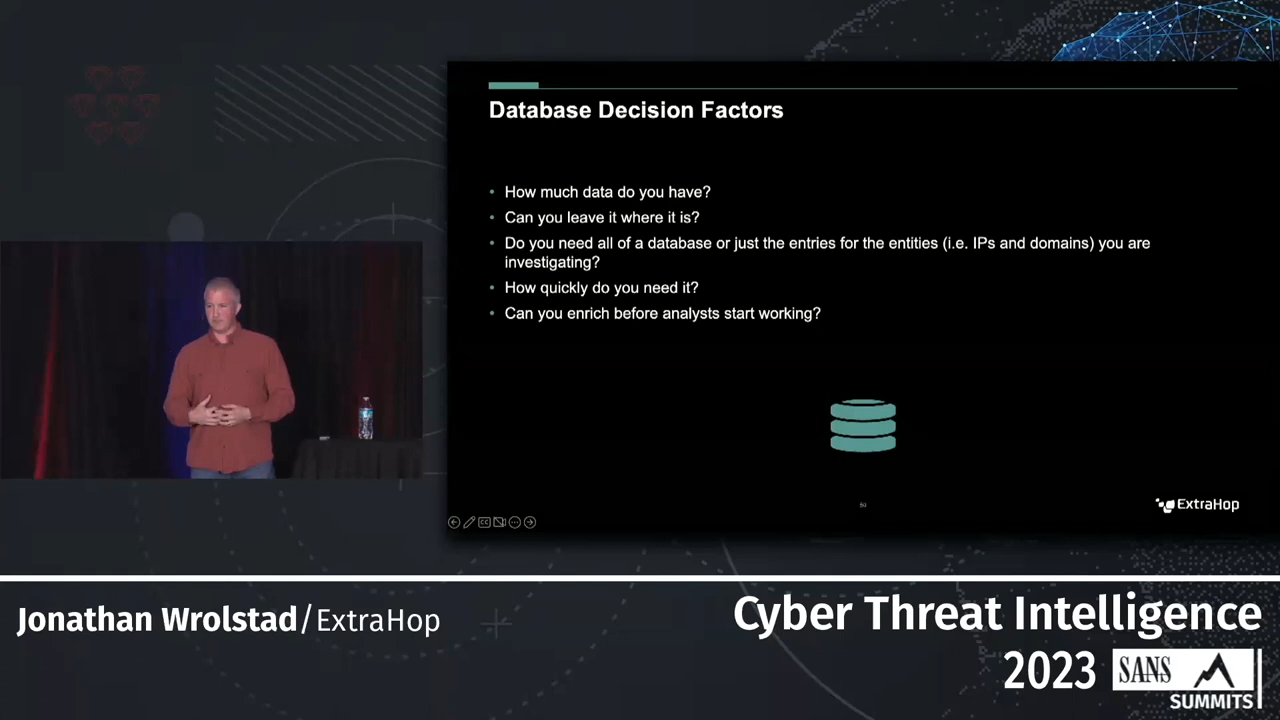 Database Decision Factors
• How much data do you have?
• Can you leave it where it is?
• Do you need all of a database or just the entries for the entities (i.e. IPs and domains) you are
investigating?
• How quickly do you need it?
• Can you enrich before analysts start working?
50
ExtraHop
CC
Jonathan Wrolstad/ExtraHop
Cyber Threat Intelligence
2023
SANS
SUMMITS